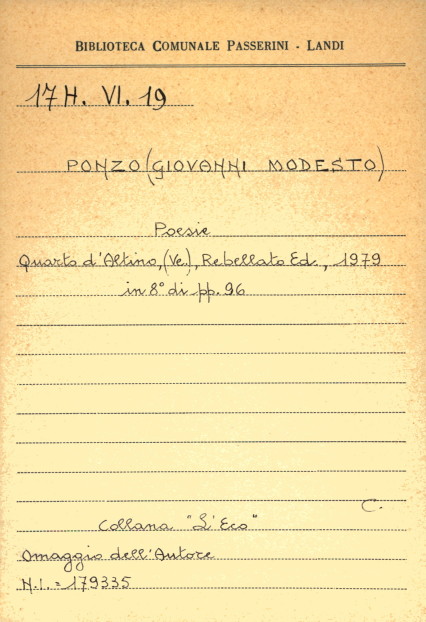 BIBLIOTECA COMUNALE PASSERINI - LANDI
17 H. VI. 19
PONZO (GIOVANNI MODESTO)
Poesie
Quarto d'Altino, (Ve), Rebellato Ed., 1979
in 8° di pp. 96
C.
Collana "L'Eco"
Omaggio dell'Autore
N.I. = 179335